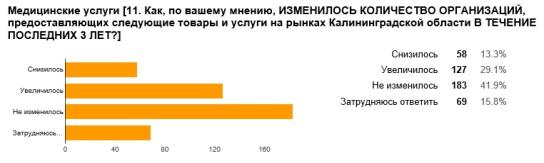 Медицинские услуги [11. Как, по вашему мнению, ИЗМЕНИЛОСЬ КОЛИЧЕСТВО ОРГАНИЗАЦИЙ,
предоставляющих следующие товары и услуги на рынках Калининградской области В ТЕЧЕНИЕ
ПОСЛЕДНИХ 3 ЛЕТ?]
Снизилось 58 13.3%
Увеличилось 127 29.1%
Не изменилось 183 41.9%
Затрудняюсь ответить 69 15.8%
Снизилось
Увеличилось
Не изменилось
Затрудняюсь...
0 40 80 120 160